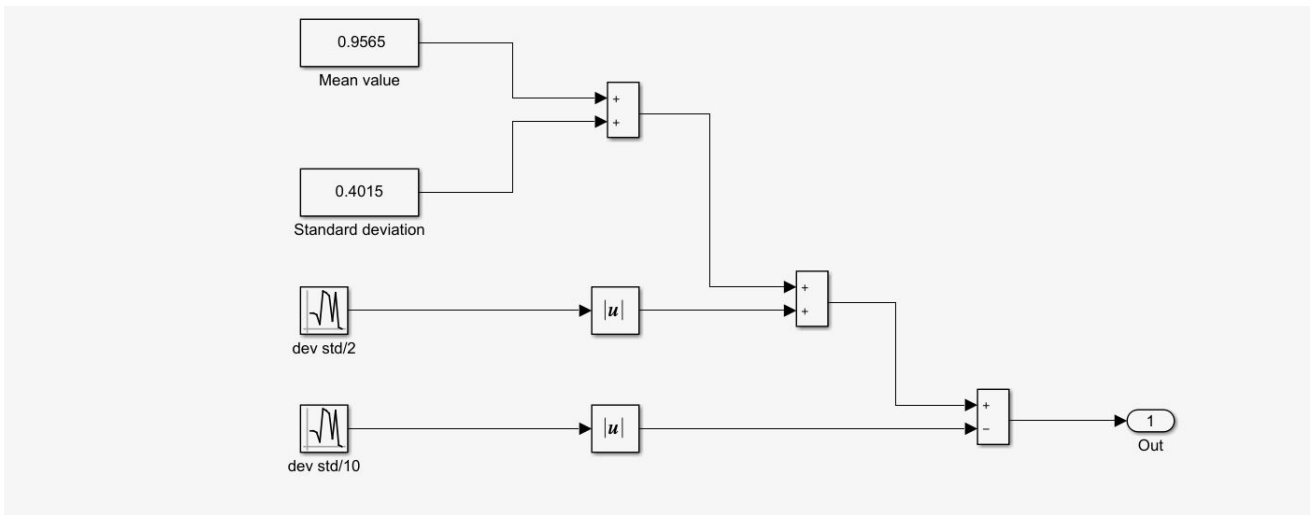 0.9565
Mean value
+
+
0.4015
Standard deviation
+
+
|u|
dev std/2
+
−
|u|
1
Out
dev std/10